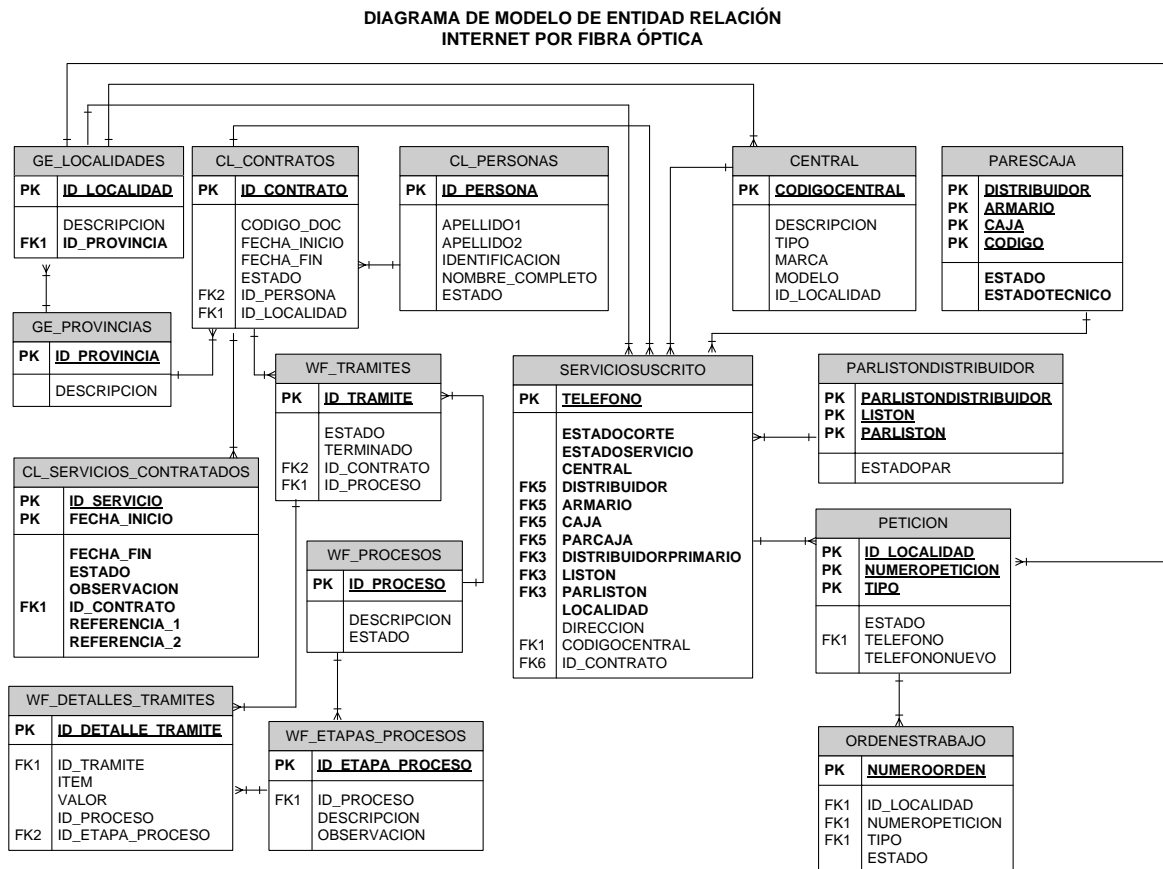 DIAGRAMA DE MODELO DE ENTIDAD RELACIÓN
INTERNET POR FIBRA ÓPTICA
GE_LOCALIDADES
PK ID_LOCALIDAD
DESCRIPCION
FK1 ID_PROVINCIA
CL_CONTRATOS
PK ID_CONTRATO
CODIGO_DOC
FECHA_INICIO
FECHA_FIN
ESTADO
FK2 ID_PERSONA
FK1 ID_LOCALIDAD
CL_PERSONAS
PK ID_PERSONA
APELLIDO1
APELLIDO2
IDENTIFICACION
NOMBRE_COMPLETO
ESTADO
CENTRAL
PK CODIGOCENTRAL
DESCRIPCION
TIPO
MARCA
MODELO
ID_LOCALIDAD
PARESCAJA
PK DISTRIBUIDOR
PK ARMARIO
PK CAJA
PK CODIGO
ESTADO
ESTADOTECNICO
GE_PROVINCIAS
PK ID_PROVINCIA
DESCRIPCION
WF_TRAMITES
PK ID_TRAMITE
ESTADO
TERMINADO
FK2 ID_CONTRATO
FK1 ID_PROCESO
SERVICIOSUSCRITO
PK TELEFONO
ESTADOCORTE
ESTADOSERVICIO
CENTRAL
FK5 DISTRIBUIDOR
FK5 ARMARIO
FK5 CAJA
FK5 PARCAJA
FK3 DISTRIBUIDORPRIMARIO
FK3 LISTON
FK3 PARLISTON
LOCALIDAD
DIRECCION
FK1 CODIGOCENTRAL
FK6 ID_CONTRATO
PARLISTONDISTRIBUIDOR
PK PARLISTONDISTRIBUIDOR
PK LISTON
PK PARLISTON
ESTADOPAR
CL_SERVICIOS_CONTRATADOS
PK ID_SERVICIO
PK FECHA_INICIO
FECHA_FIN
ESTADO
OBSERVACION
FK1 ID_CONTRATO
REFERENCIA_1
REFERENCIA_2
WF_PROCESOS
PK ID_PROCESO
DESCRIPCION
ESTADO
PETICION
PK ID_LOCALIDAD
PK NUMEROPETICION
PK TIPO
ESTADO
FK1 TELEFONO
TELEFONONUEVO
WF_DETALLES_TRAMITES
PK ID_DETALLE_TRAMITE
FK1 ID_TRAMITE
ITEM
VALOR
ID_PROCESO
FK2 ID_ETAPA_PROCESO
WF_ETAPAS_PROCESOS
PK ID_ETAPA_PROCESO
FK1 ID_PROCESO
DESCRIPCION
OBSERVACION
ORDENESTRABAJO
PK NUMEROORDEN
FK1 ID_LOCALIDAD
FK1 NUMEROPETICION
FK1 TIPO
ESTADO